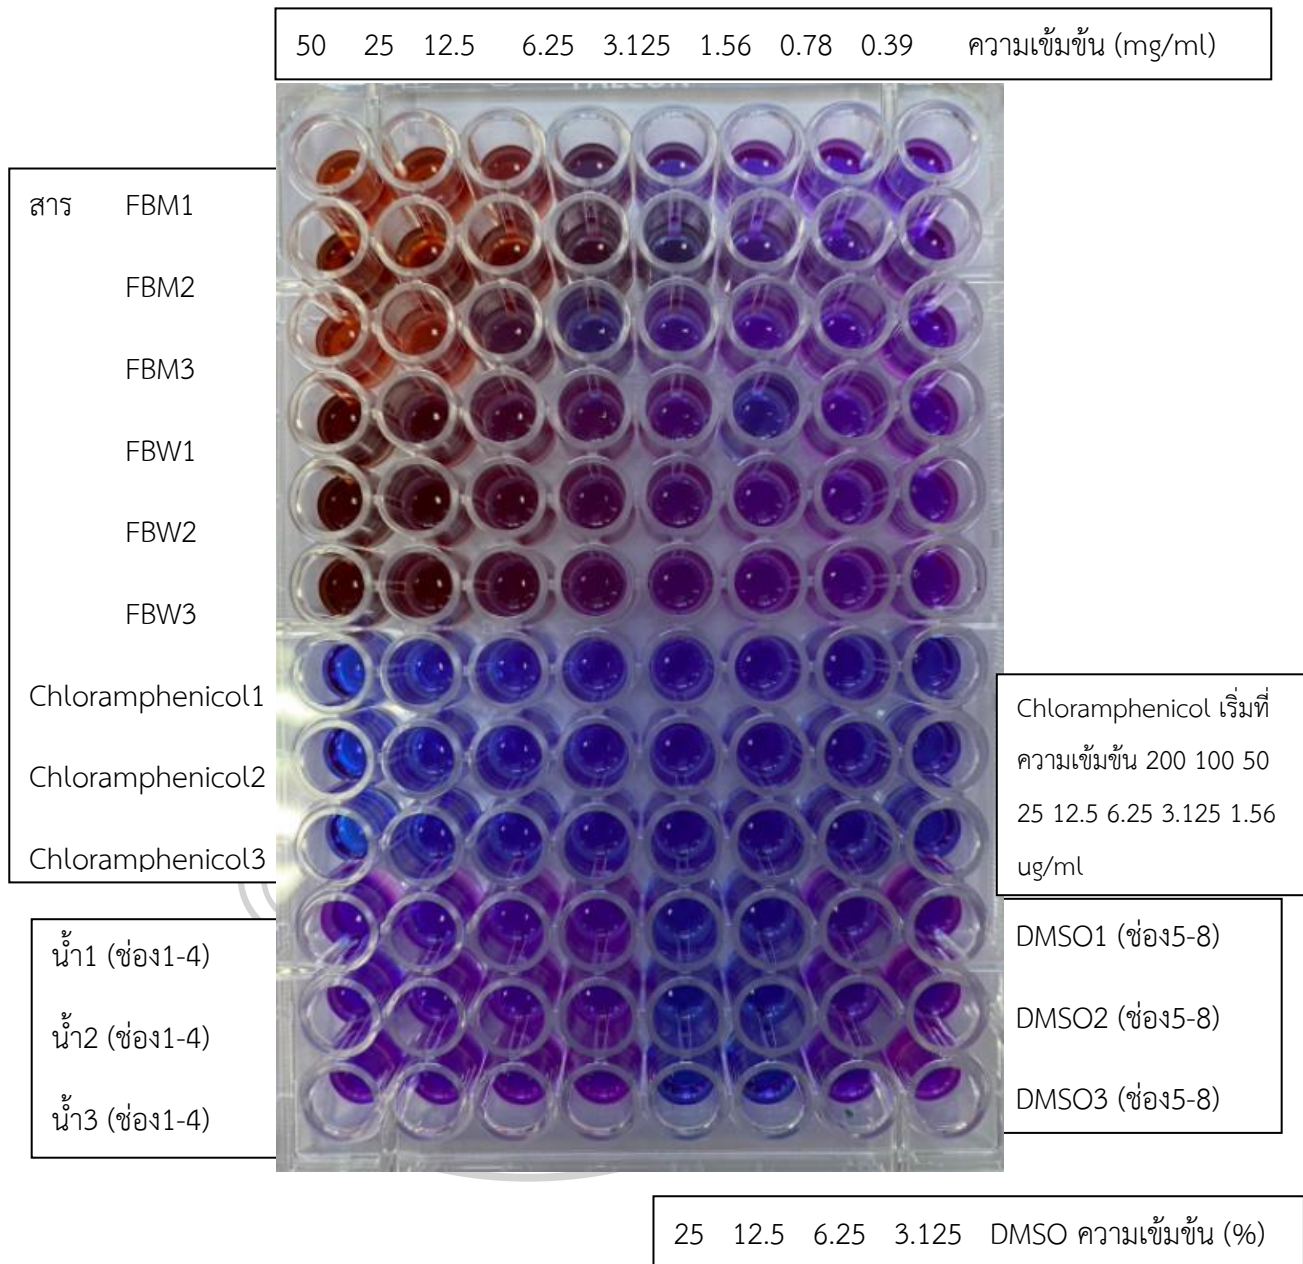 50 25 12.5 6.25 3.125 1.56 0.78 0.39 ความเข้มข้น (mg/ml)
สาร FBM1
FBM2
FBM3
FBW1
FBW2
FBW3
Chloramphenicol1
Chloramphenicol2
Chloramphenicol3
Chloramphenicol เริ่มที่
ความเข้มข้น 200 100 50
25 12.5 6.25 3.125 1.56
ug/ml
น้ำ1 (ช่อง1-4)
น้ำ2 (ช่อง1-4)
น้ำ3 (ช่อง1-4)
DMSO1 (ช่อง5-8)
DMSO2 (ช่อง5-8)
DMSO3 (ช่อง5-8)
25 12.5 6.25 3.125 DMSO ความเข้มข้น (%)